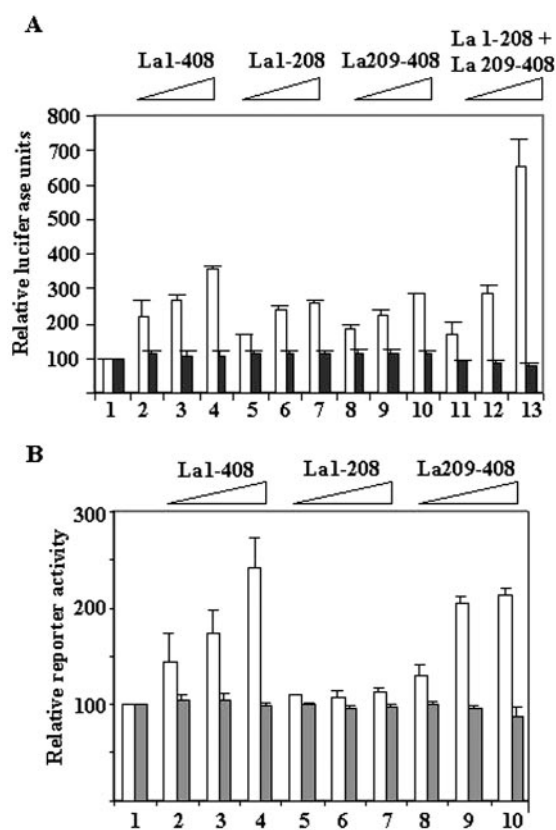 A
La1-408 La1-208 La209-408 La 1-208 + La 209-408
Relative luciferase units
800
700
600
500
400
300
200
100
1 2 3 4 5 6 7 8 9 10 11 12 13
B
La1-408 La1-208 La209-408
Relative reporter activity
300
200
100
1 2 3 4 5 6 7 8 9 10